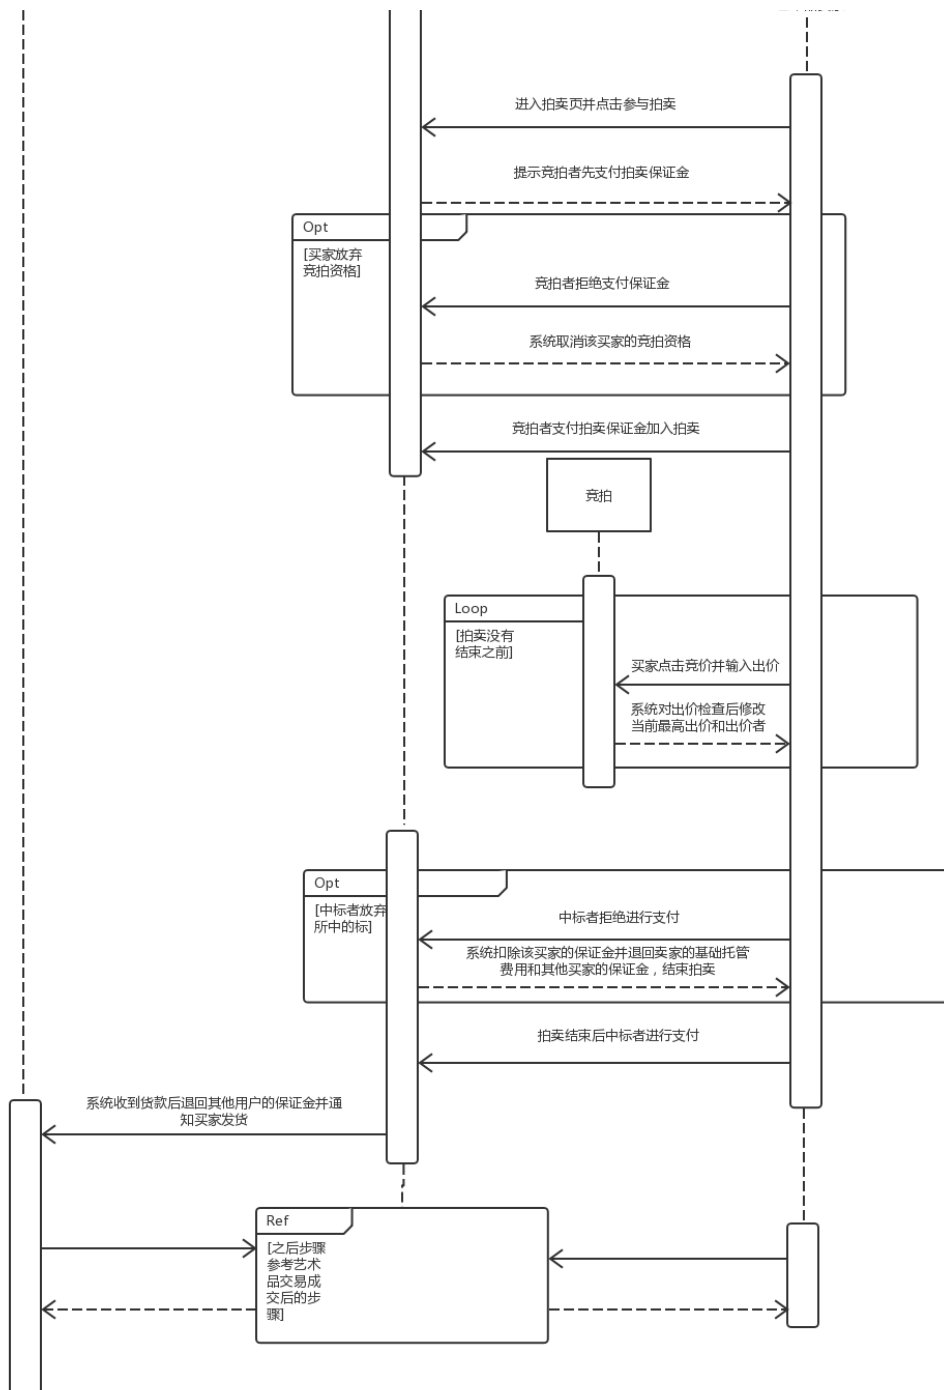 进入拍卖页并点击参与拍卖
提示竞拍者先支付拍卖保证金
Opt
[买家放弃
竞拍资格]
竞拍者拒绝支付保证金
系统取消该买家的竞拍资格
竞拍者支付拍卖保证金加入拍卖
竞拍
Loop
[拍卖没有
结束之前]
买家点击竞价并输入出价
系统对出价检查后修改
当前最高出价和出价者
Opt
[中标者放弃
所中的标]
中标者拒绝进行支付
系统扣除该买家的保证金并退回卖家的基础托管
费用和其他买家的保证金，结束拍卖
拍卖结束后中标者进行支付
系统收到货款后退回其他用户的保证金并通
知买家发货
Ref
[之后步骤
参考艺术
品交易成
交后的步
骤]